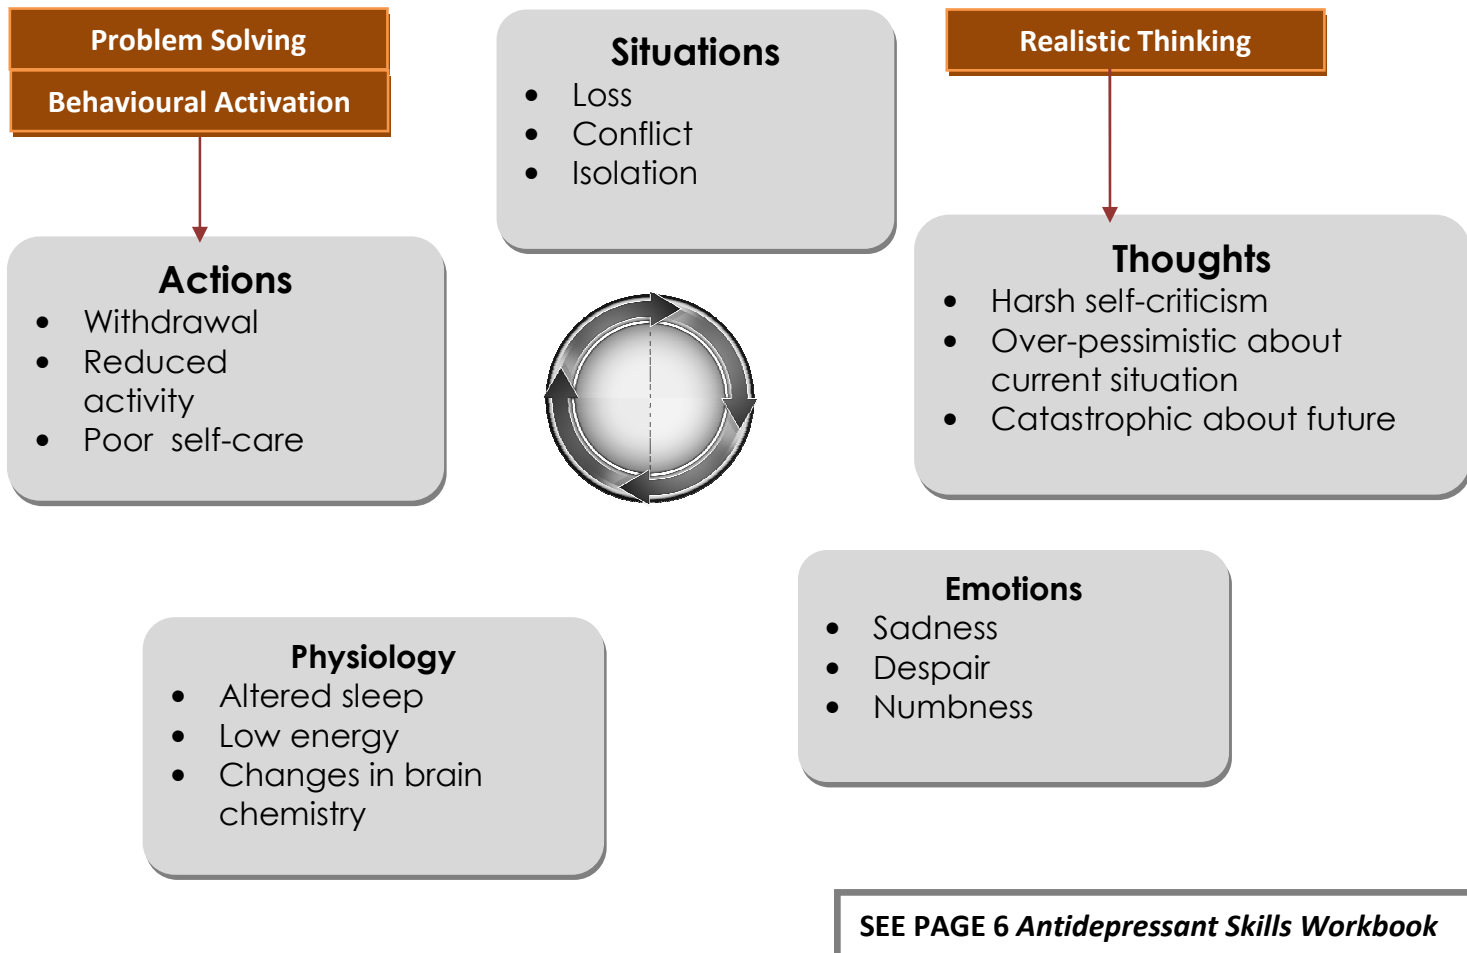 Problem Solving
Behavioural Activation
Situations
• Loss
• Conflict
• Isolation
Realistic Thinking
Actions
• Withdrawal
• Reduced
activity
• Poor self-care
Thoughts
• Harsh self-criticism
• Over-pessimistic about
current situation
• Catastrophic about future
Physiology
• Altered sleep
• Low energy
• Changes in brain
chemistry
Emotions
• Sadness
• Despair
• Numbness
SEE PAGE 6 Antidepressant Skills Workbook